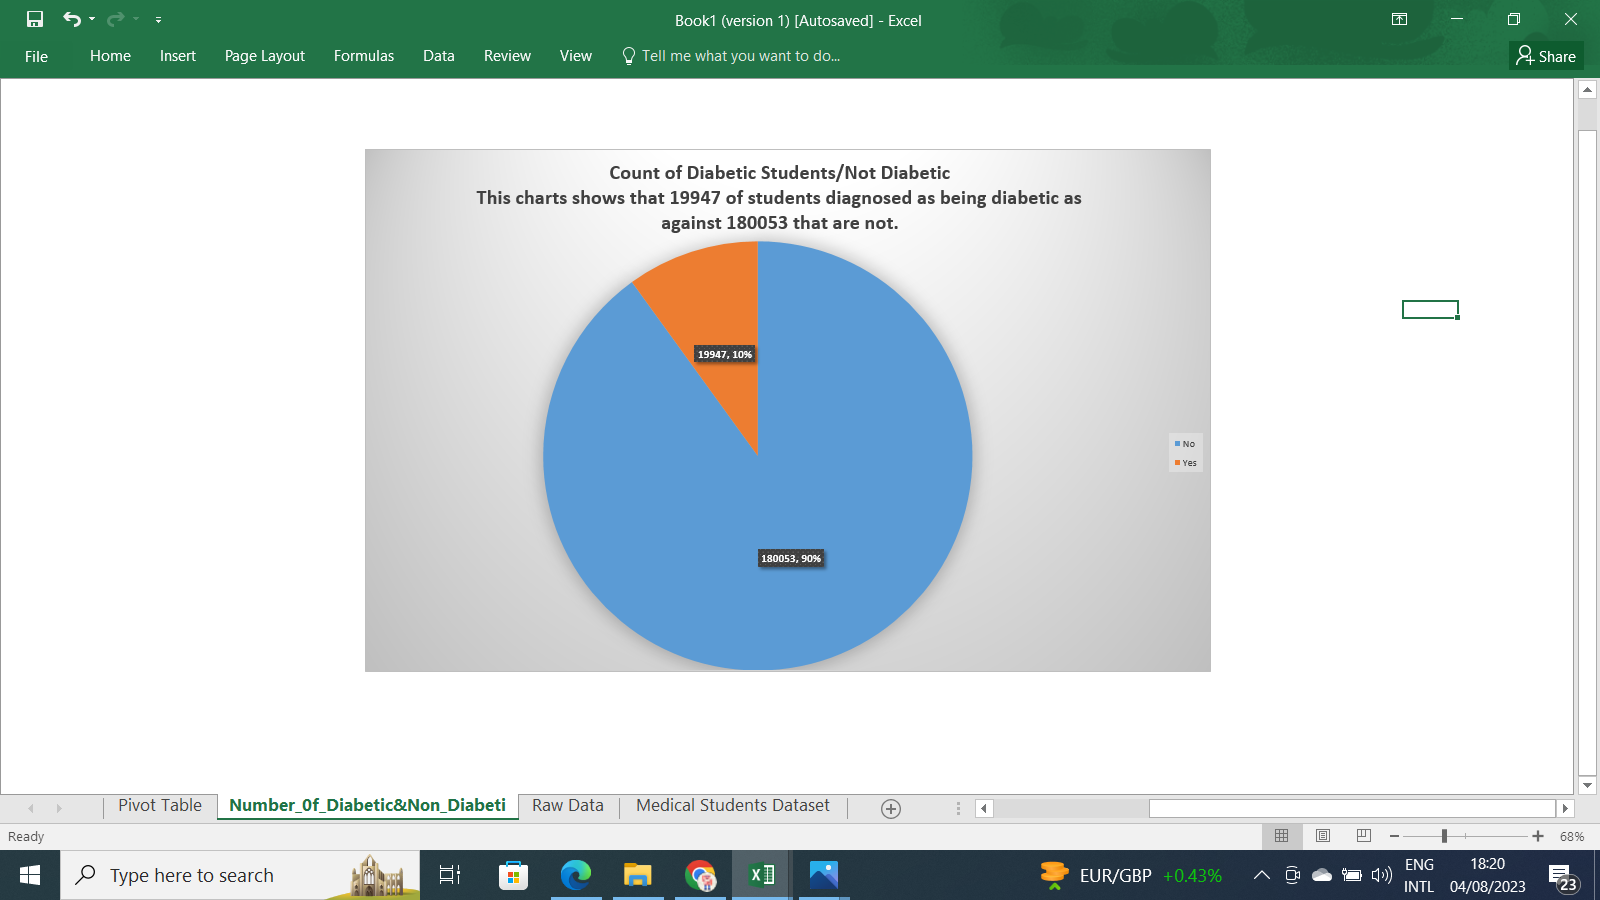 Book1 (version 1) [Autosaved] - Excel
File Home Insert Page Layout Formulas Data Review View Tell me what you want to do... Share
Count of Diabetic Students/Not Diabetic
This charts shows that 19947 of students diagnosed as being diabetic as
against 180053 that are not.
19947, 10%
No
Yes
180053, 90%
Pivot Table Number_0f_Diabetic&Non_Diabeti Raw Data Medical Students Dataset
Ready 68%
Type here to search EUR/GBP +0.43% ENG 18:20
INTL 04/08/2023 23